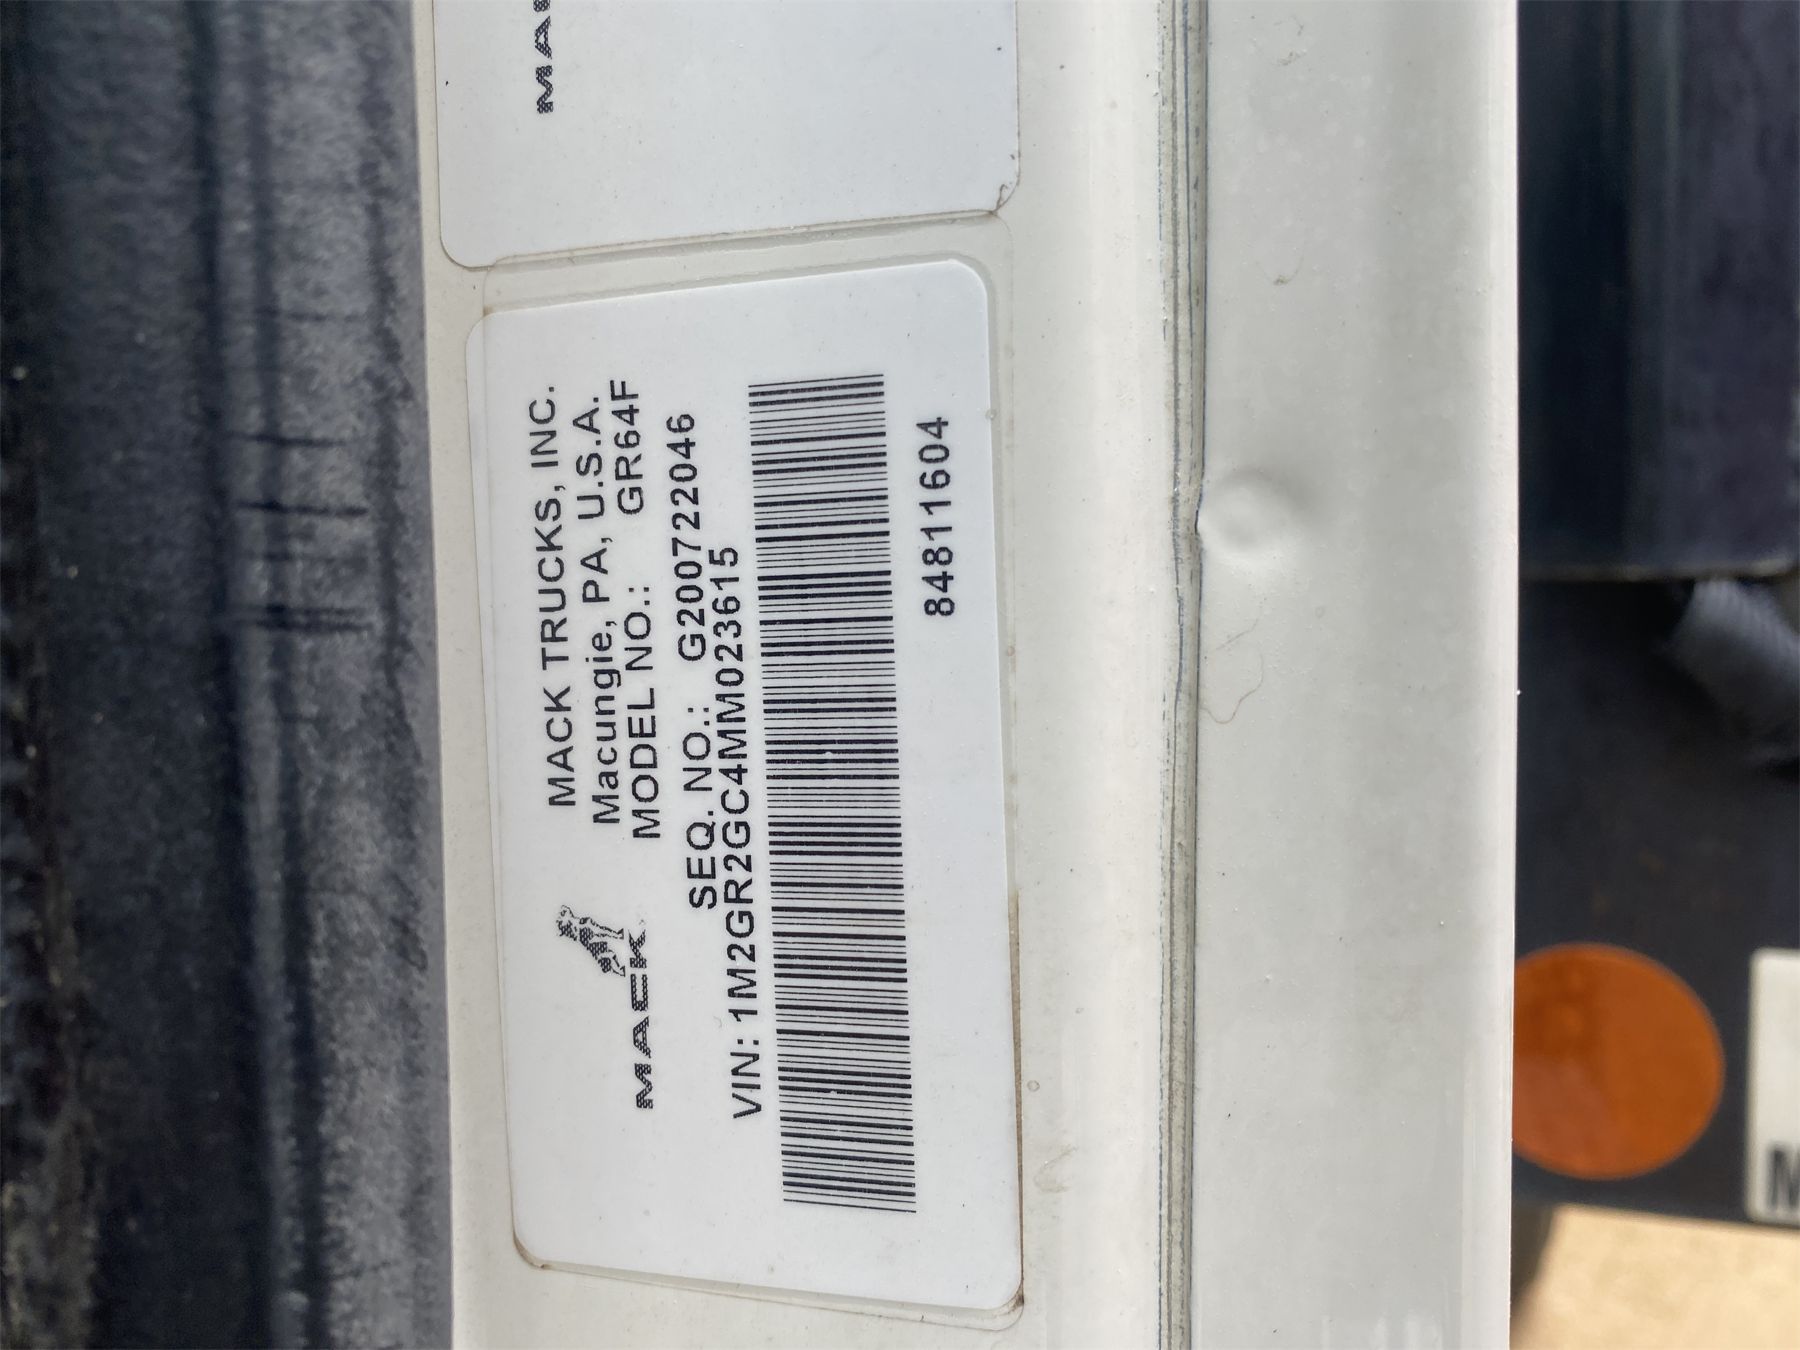 MACK TRUCKS, INC.
Macungie, PA, U.S.A.
MODEL NO.: GR64F
MACK
SEQ. NO.: G200722046
VIN: 1M2GR2GC4MM023615
84811604